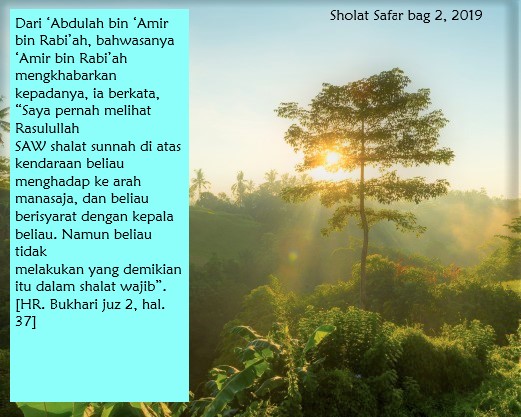 Sholat Safar bag 2, 2019
Dari ‘Abdulah bin ‘Amir
bin Rabi’ah, bahwasanya
‘Amir bin Rabi’ah
mengkhabarkan
kepadanya, ia berkata,
“Saya pernah melihat
Rasulullah
SAW shalat sunnah di atas
kendaraan beliau
menghadap ke arah
manasaja, dan beliau
berisyarat dengan kepala
beliau. Namun beliau
tidak
melakukan yang demikian
itu dalam shalat wajib”.
[HR. Bukhari juz 2, hal.
37]